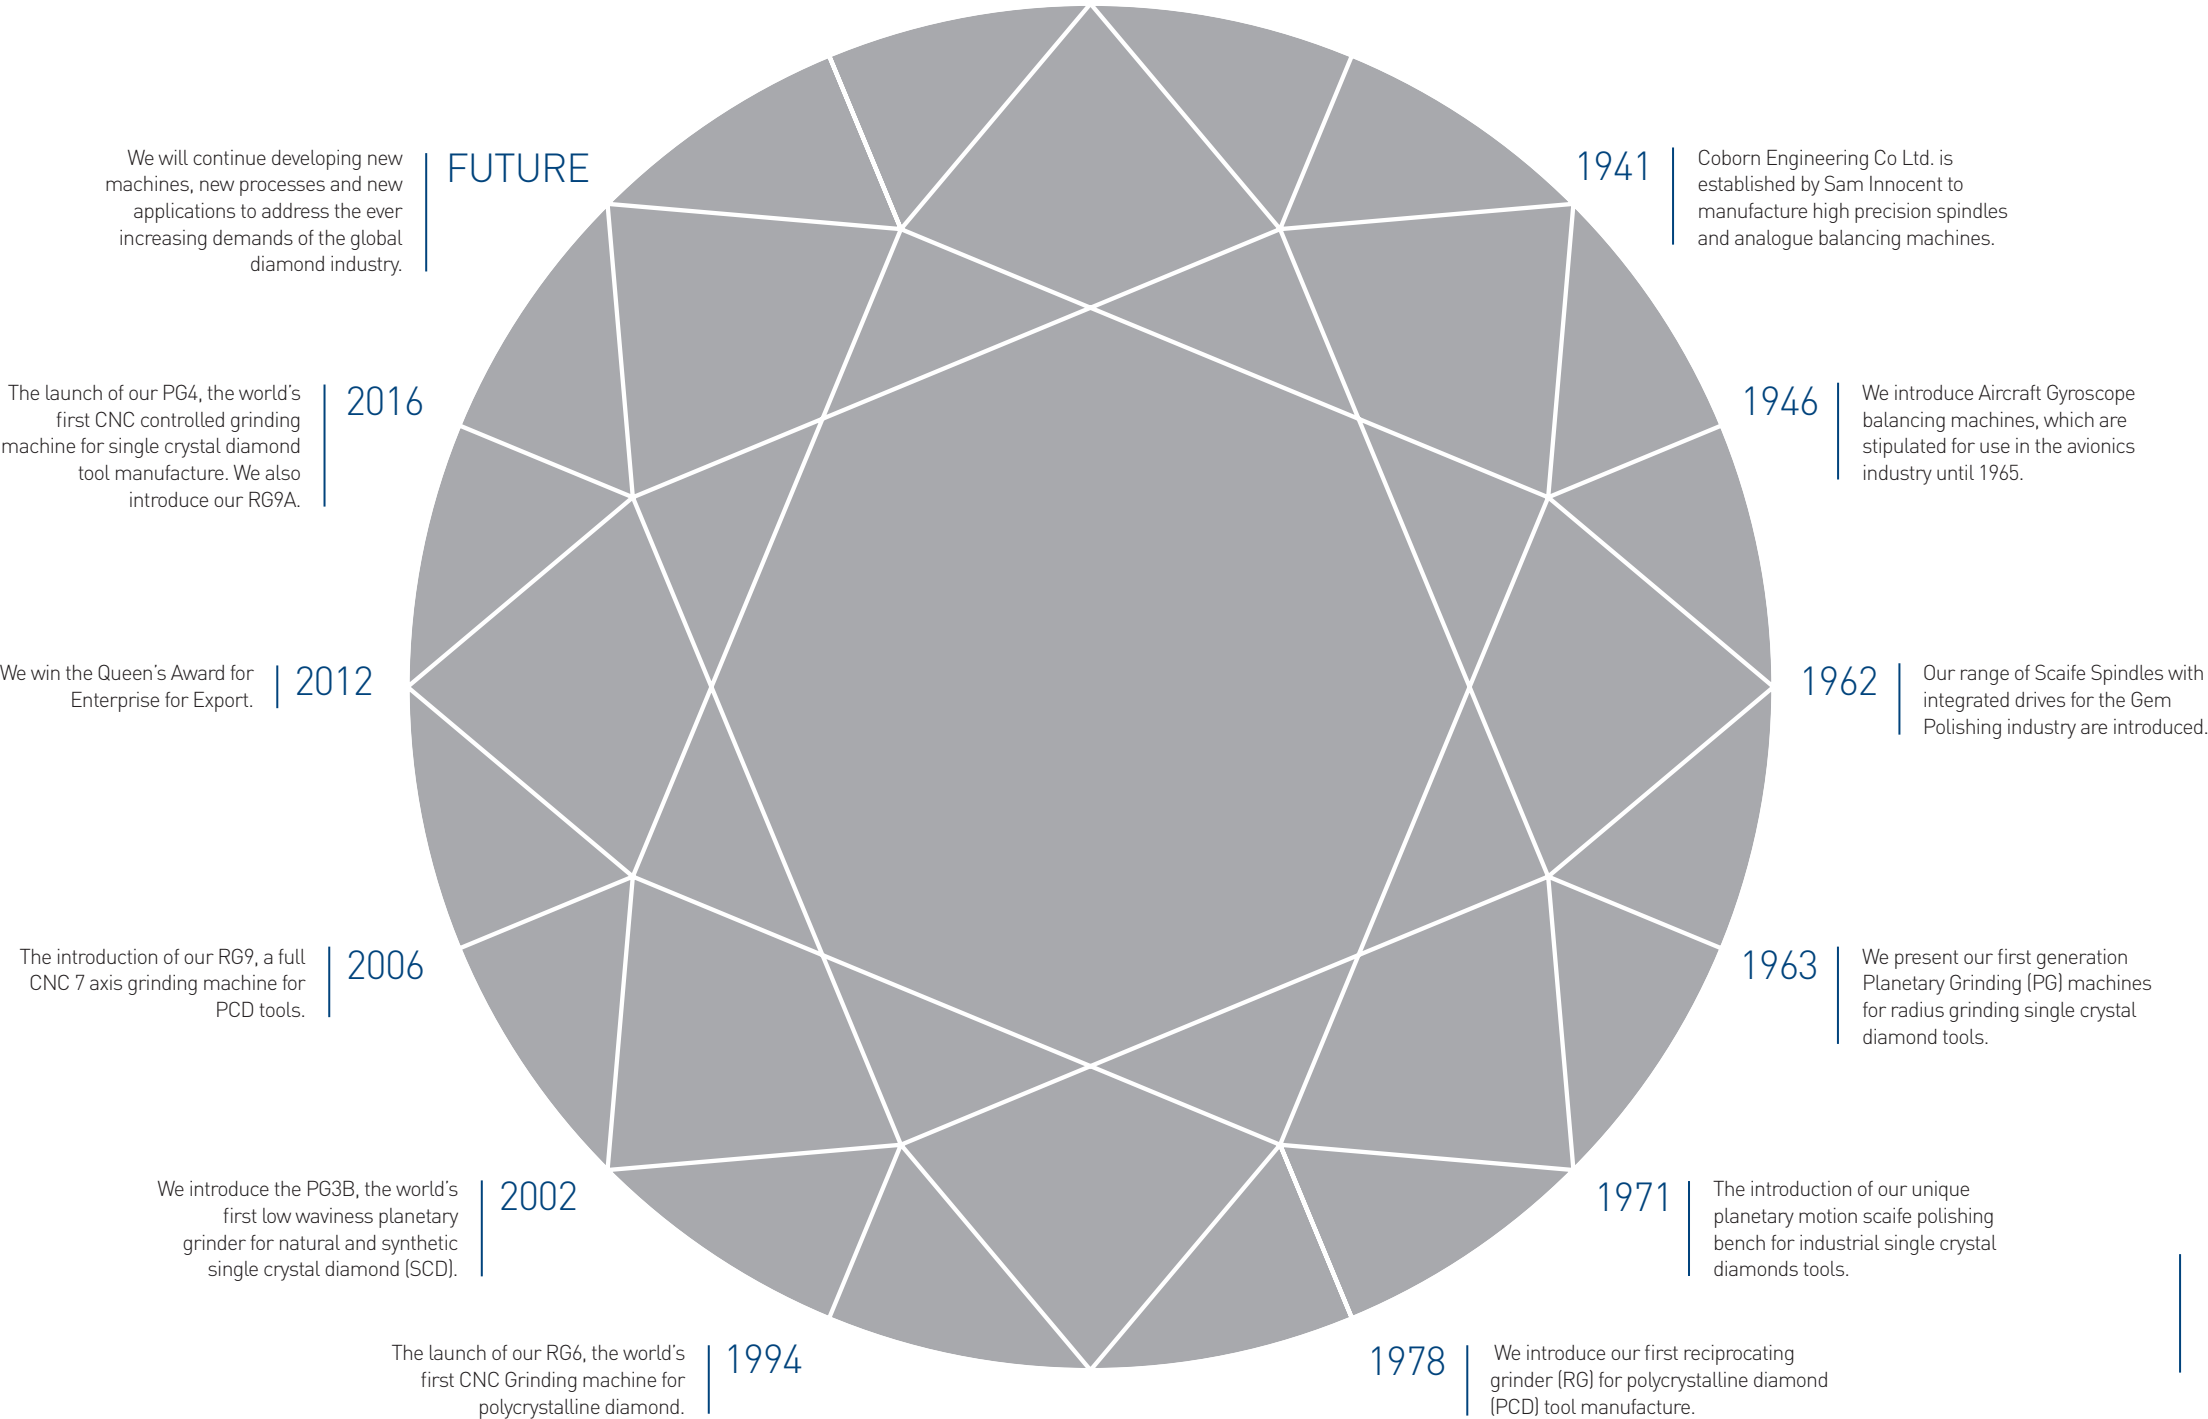 1941
Coborn Engineering Co Ltd. is
established by Sam Innocent to
manufacture high precision spindles
and analogue balancing machines.
1946
We introduce Aircraft Gyroscope
balancing machines, which are
stipulated for use in the avionics
industry until 1965.
1962
Our range of Scaife Spindles with
integrated drives for the Gem
Polishing industry are introduced.
1963
We present our first generation
Planetary Grinding (PG) machines
for radius grinding single crystal
diamond tools.
1971
The introduction of our unique
planetary motion scaife polishing
bench for industrial single crystal
diamonds tools.
1978
We introduce our first reciprocating
grinder (RG) for polycrystalline diamond
(PCD) tool manufacture.
1994
The launch of our RG6, the world's
first CNC Grinding machine for
polycrystalline diamond.
2002
We introduce the PG3B, the world's
first low waviness planetary
grinder for natural and synthetic
single crystal diamond (SCD).
2006
The introduction of our RG9, a full
CNC 7 axis grinding machine for
PCD tools.
2012
We win the Queen's Award for
Enterprise for Export.
2016
The launch of our PG4, the world's
first CNC controlled grinding
machine for single crystal diamond
tool manufacture. We also
introduce our RG9A.
FUTURE
We will continue developing new
machines, new processes and new
applications to address the ever
increasing demands of the global
diamond industry.